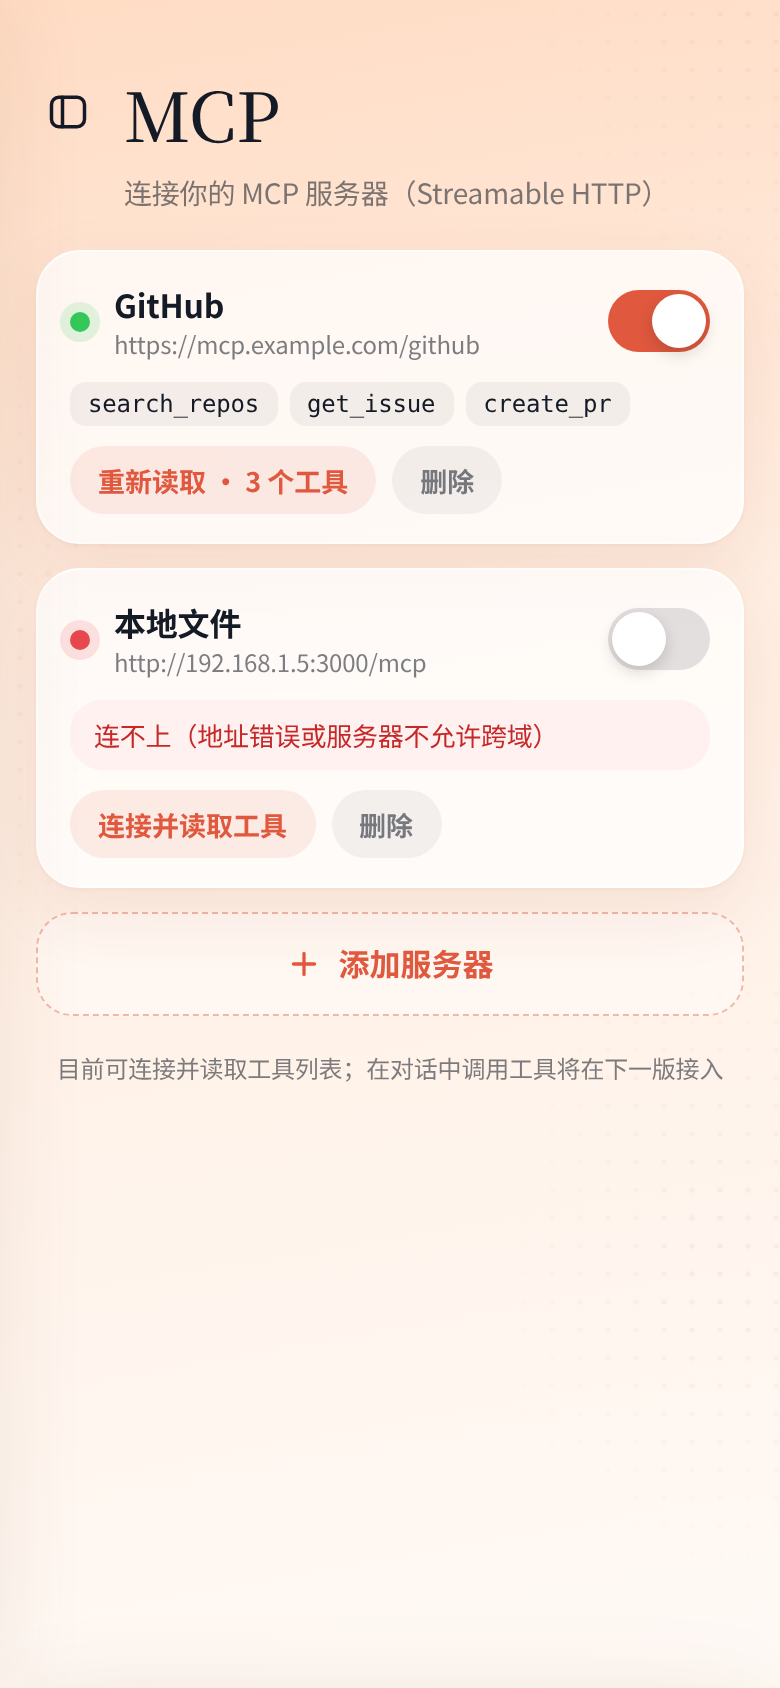 MCP
连接你的 MCP 服务器（Streamable HTTP）
GitHub
https://mcp.example.com/github
search_repos get_issue create_pr
重新读取 · 3 个工具 删除
本地文件
http://192.168.1.5:3000/mcp
连不上（地址错误或服务器不允许跨域）
连接并读取工具 删除
+ 添加服务器
目前可连接并读取工具列表；在对话中调用工具将在下一版接入